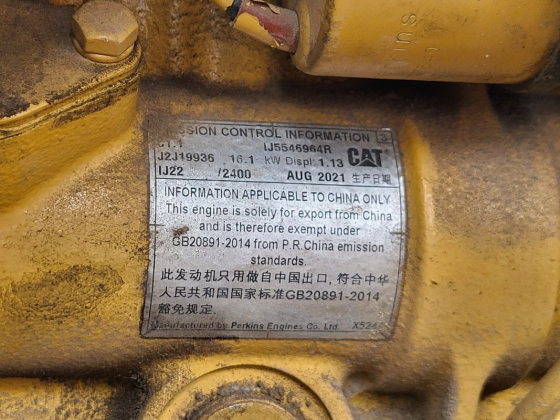 SSION CONTROL INFORMATION 3
C1.1 IJ5546964R
J2J19936 16.1 kW Displ: 1.13 CAT
IJ22 /2400 AUG 2021 生产日期
INFORMATION APPLICABLE TO CHINA ONLY
This engine is solely for export from China
and is therefore exempt under
GB20891-2014 from P.R.China emission
standards.
此发动机只用做自中国出口, 符合中华
人民共和国国家标准GB20891-2014
豁免规定.
Manufactured by Perkins Engines Co. Ltd.